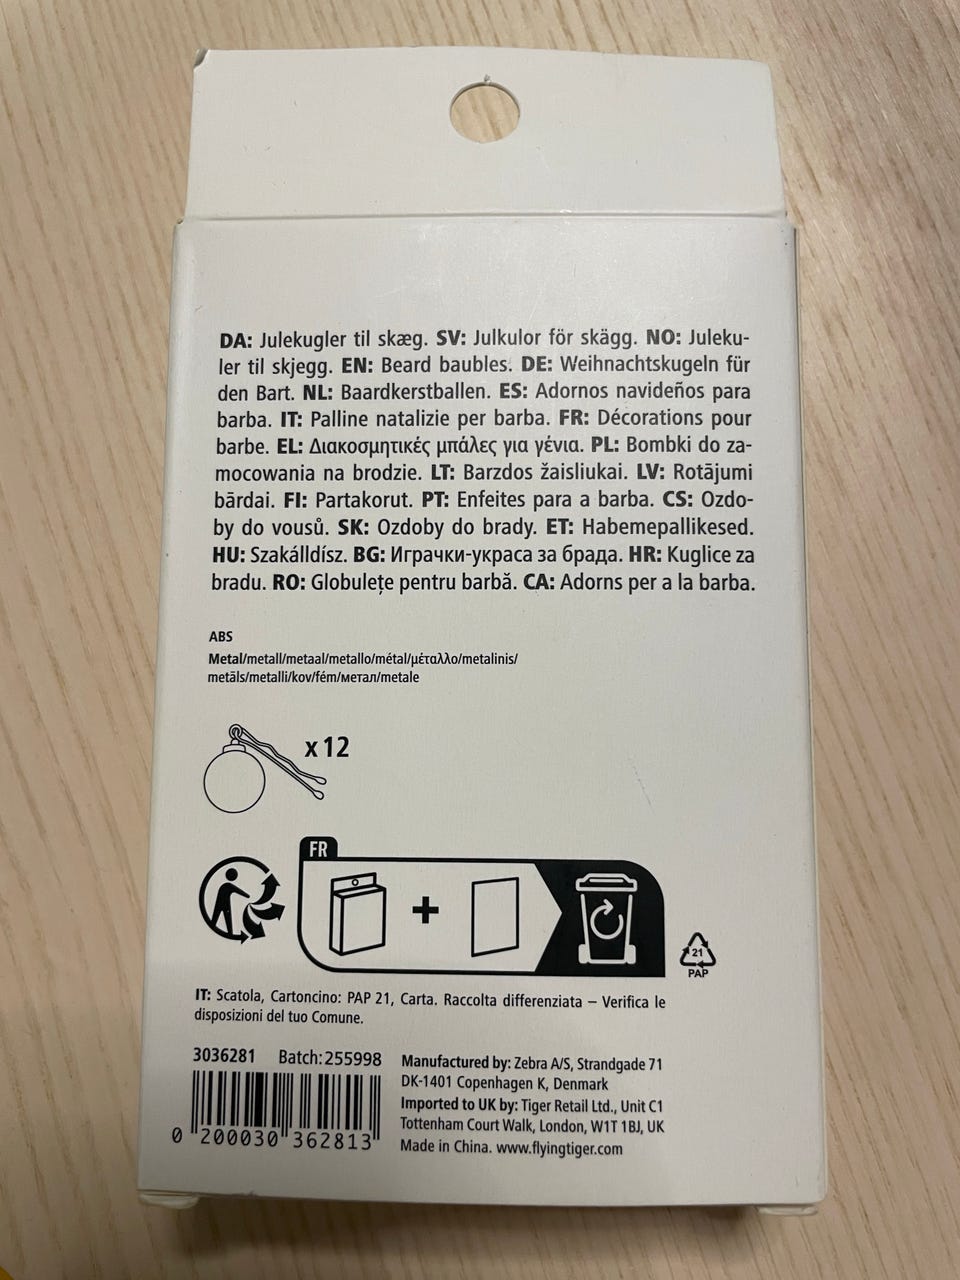 DA: Julekugler til skæg. SV: Julkulor för skägg. NO: Juleku-
ler til skjegg. EN: Beard baubles. DE: Weihnachtskugeln für
den Bart. NL: Baardkerstballen. ES: Adornos navideños para
barba. IT: Palline natalizie per barba. FR: Décorations pour
barbe. EL: Διακοσμητικές μπάλες για γένια. PL: Bombki do za-
mocowania na brodzie. LT: Barzdos žaisliukai. LV: Rotājumi
bārdai. FI: Partakorut. PT: Enfeites para a barba. CS: Ozdo-
by do vousů. SK: Ozdoby do brady. ET: Habemepallikesed.
HU: Szakálldísz. BG: Играчки-украса за брада. HR: Kuglice za
bradu. RO: Globulețe pentru barbă. CA: Adorns per a la barba.
ABS
Metal/metall/metaal/metallo/métal/μέταλλο/metalinis/
metāls/metalli/kov/fém/метал/metale
x 12
FR
+
21
PAP
IT: Scatola, Cartoncino: PAP 21, Carta. Raccolta differenziata – Verifica le
disposizioni del tuo Comune.
3036281 Batch: 255998
0 200030 362813
Manufactured by: Zebra A/S, Strandgade 71
DK-1401 Copenhagen K, Denmark
Imported to UK by: Tiger Retail Ltd., Unit C1
Tottenham Court Walk, London, W1T 1BJ, UK
Made in China. www.flyingtiger.com